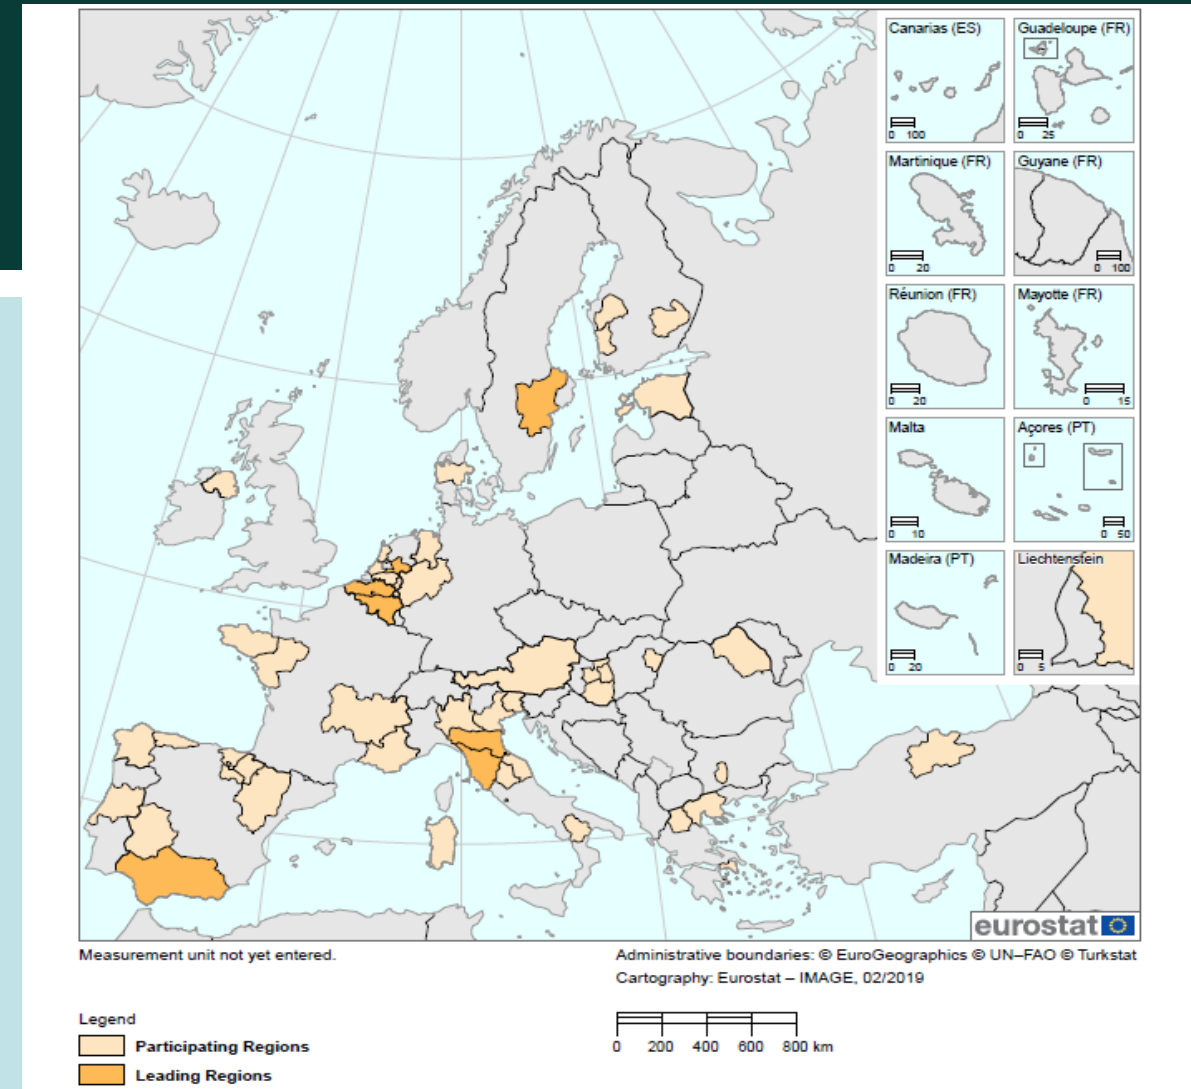 Canarias (ES)
0 100
Guadeloupe (FR)
0 25
Martinique (FR)
0 20
Guyane (FR)
0 100
Réunion (FR)
0 20
Mayotte (FR)
0 15
Malta
0 10
Açores (PT)
0 50
Madeira (PT)
0 20
Liechtenstein
0 5
eurostat
Measurement unit not yet entered.
Administrative boundaries: © EuroGeographics © UN–FAO © Turkstat
Cartography: Eurostat – IMAGE, 02/2019
Legend
Participating Regions
Leading Regions
0 200 400 600 800 km